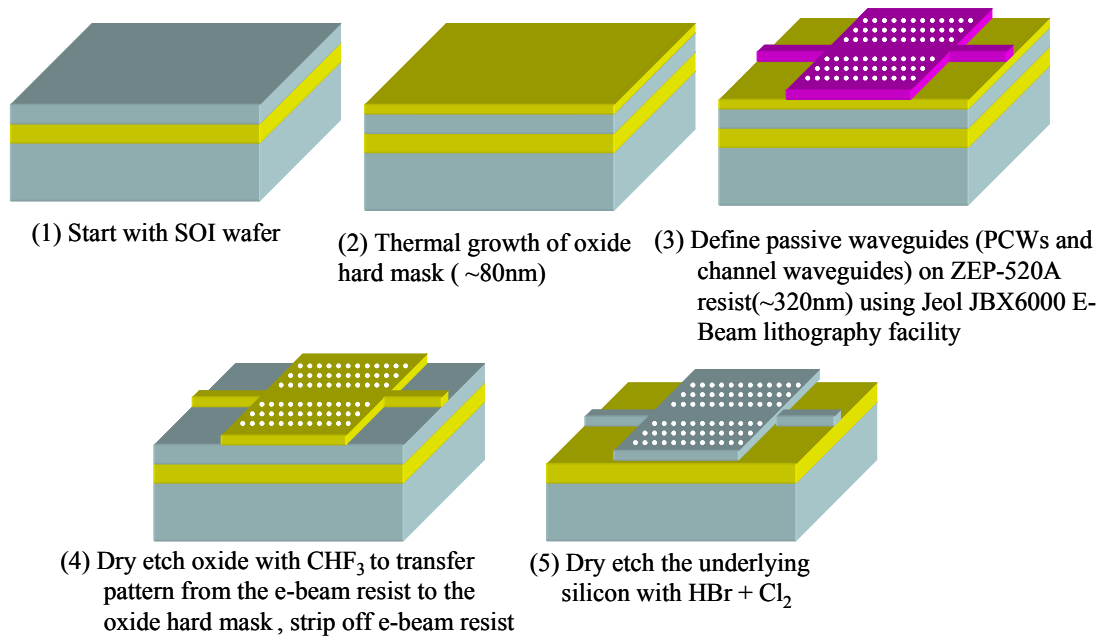 (1) Start with SOI wafer
(2) Thermal growth of oxide
hard mask ( ~80nm)
(3) Define passive waveguides (PCWs and
channel waveguides) on ZEP-520A
resist(~320nm) using Jeol JBX6000 E-
Beam lithography facility
(4) Dry etch oxide with CHF₃ to transfer
pattern from the e-beam resist to the
oxide hard mask , strip off e-beam resist
(5) Dry etch the underlying
silicon with HBr + Cl₂